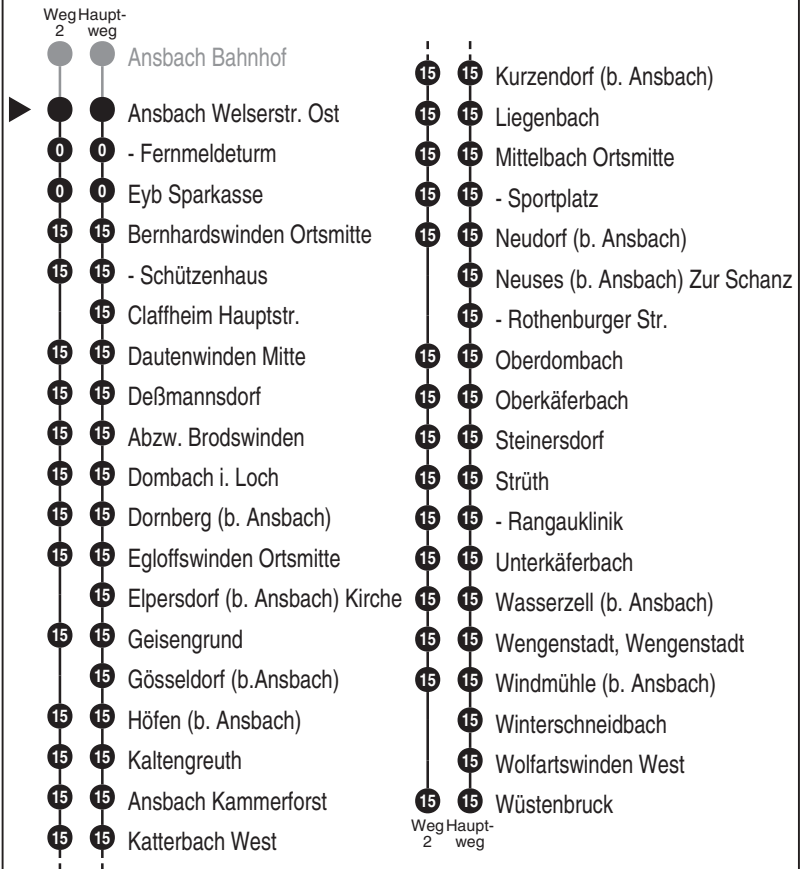 Weg Haupt-
2 weg
Ansbach Bahnhof
Ansbach Welserstr. Ost
0 0 - Fernmeldeturm
0 0 Eyb Sparkasse
15 15 Bernhardswinden Ortsmitte
15 15 - Schützenhaus
15 Claffheim Hauptstr.
15 15 Dautenwinden Mitte
15 15 Deßmannsdorf
15 15 Abzw. Brodswinden
15 15 Dombach i. Loch
15 15 Dornberg (b. Ansbach)
15 15 Egloffswinden Ortsmitte
15 Elpersdorf (b. Ansbach) Kirche
15 15 Geisengrund
15 Gösseldorf (b.Ansbach)
15 15 Höfen (b. Ansbach)
15 15 Kaltengreuth
15 15 Ansbach Kammerforst
15 15 Katterbach West
15 15 Kurzendorf (b. Ansbach)
15 15 Liegenbach
15 15 Mittelbach Ortsmitte
15 15 - Sportplatz
15 15 Neudorf (b. Ansbach)
15 Neuses (b. Ansbach) Zur Schanz
15 - Rothenburger Str.
15 15 Oberdombach
15 15 Oberkäferbach
15 15 Steinersdorf
15 15 Strüth
15 15 - Rangauklinik
15 15 Unterkäferbach
15 15 Wasserzell (b. Ansbach)
15 15 Wengenstadt, Wengenstadt
15 15 Windmühle (b. Ansbach)
15 Winterschneidbach
15 Wolfartswinden West
15 15 Wüstenbruck
Weg Haupt-
2 weg